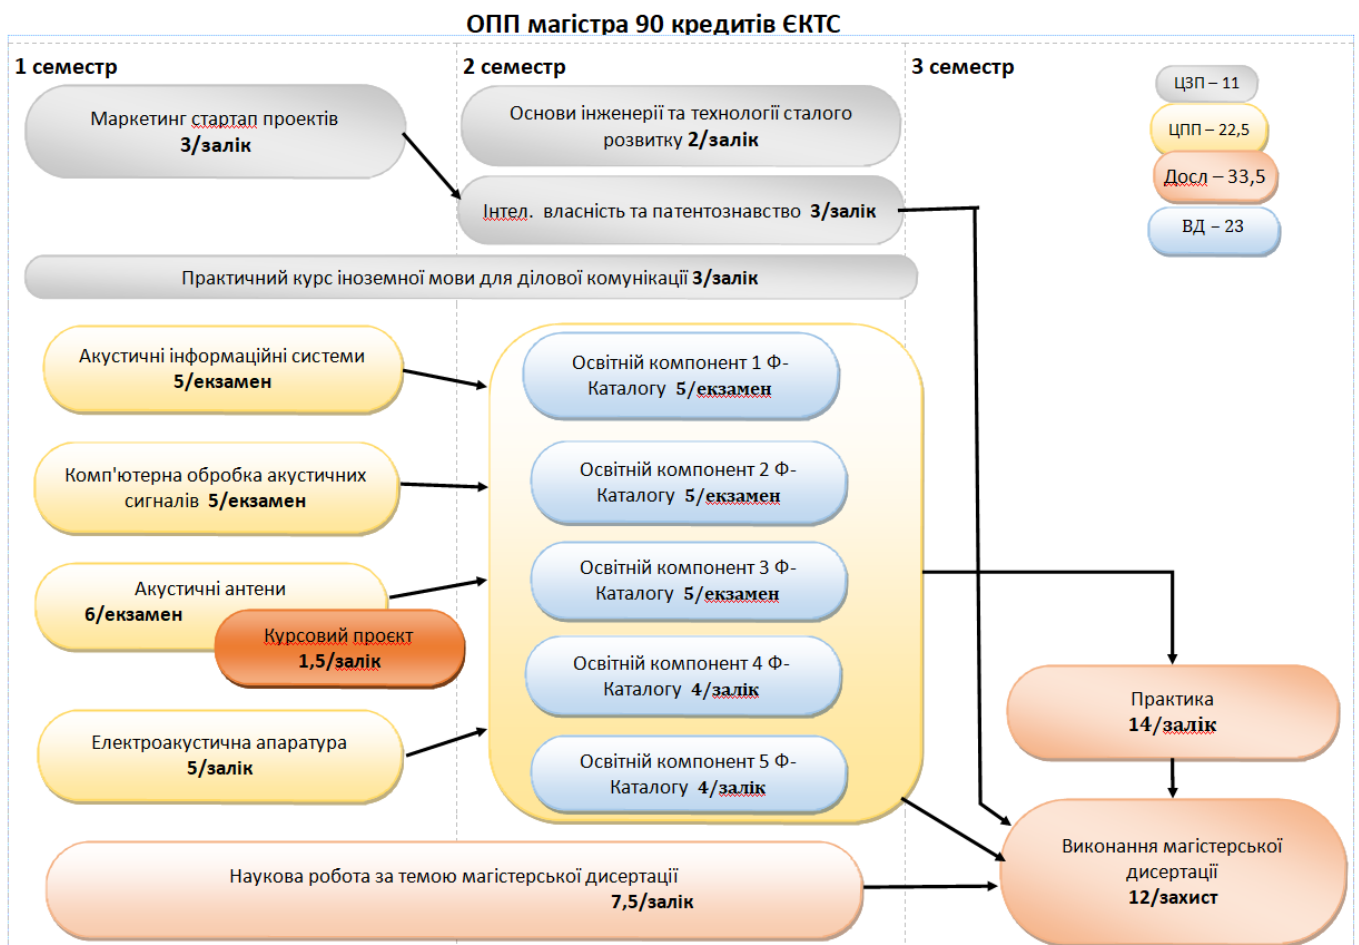 ОПП магістра 90 кредитів ЄКТС
1 семестр
2 семестр
3 семестр
Маркетинг стартап проектів
3/залік
Основи інженерії та технології сталого
розвитку 2/залік
Інтел. власність та патентознавство 3/залік
Практичний курс іноземної мови для ділової комунікації 3/залік
ЦЗП – 11
ЦПП – 22,5
Досл – 33,5
ВД – 23
Акустичні інформаційні системи
5/екзамен
Комп'ютерна обробка акустичних
сигналів 5/екзамен
Акустичні антени
6/екзамен
Курсовий проєкт
1,5/залік
Електроакустична апаратура
5/залік
Освітній компонент 1 Ф-
Каталогу 5/екзамен
Освітній компонент 2 Ф-
Каталогу 5/екзамен
Освітній компонент 3 Ф-
Каталогу 5/екзамен
Освітній компонент 4 Ф-
Каталогу 4/залік
Освітній компонент 5 Ф-
Каталогу 4/залік
Практика
14/залік
Наукова робота за темою магістерської дисертації
7,5/залік
Виконання магістерської
дисертації
12/захист